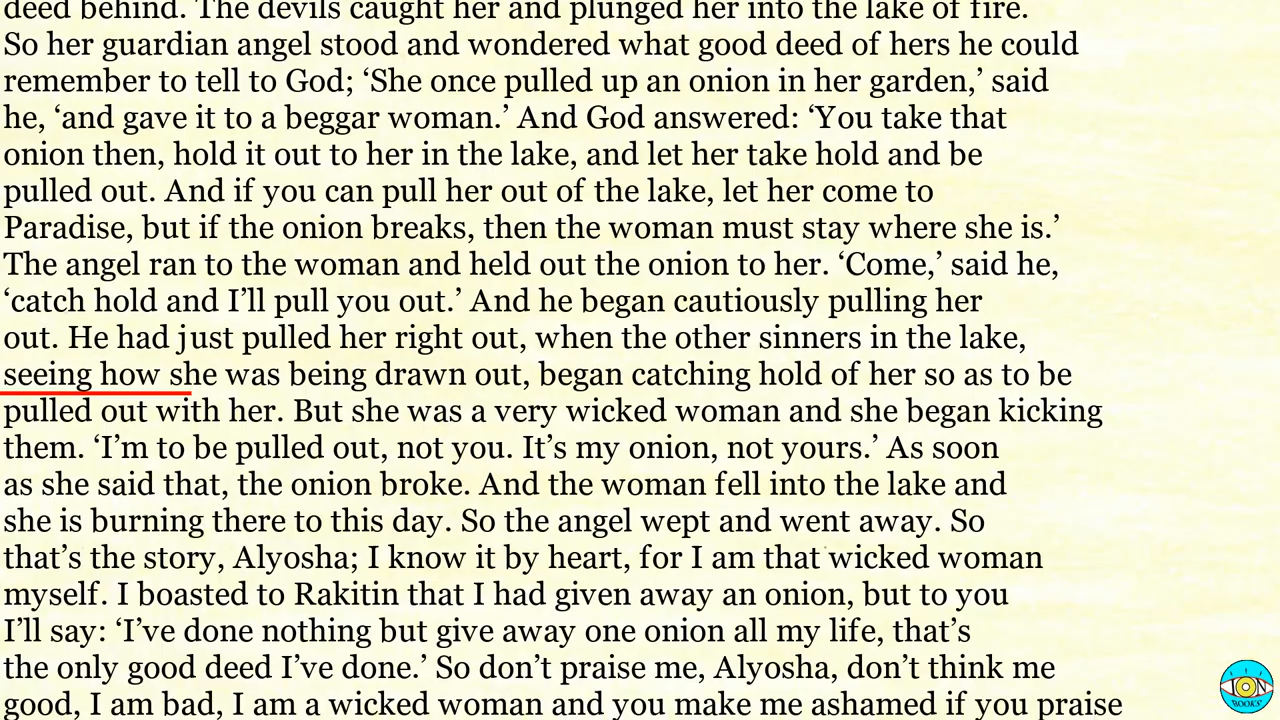 deed behind. The devils caught her and plunged her into the lake of fire.
So her guardian angel stood and wondered what good deed of hers he could
remember to tell to God; ‘She once pulled up an onion in her garden,’ said
he, ‘and gave it to a beggar woman.’ And God answered: ‘You take that
onion then, hold it out to her in the lake, and let her take hold and be
pulled out. And if you can pull her out of the lake, let her come to
Paradise, but if the onion breaks, then the woman must stay where she is.’
The angel ran to the woman and held out the onion to her. ‘Come,’ said he,
‘catch hold and I’ll pull you out.’ And he began cautiously pulling her
out. He had just pulled her right out, when the other sinners in the lake,
seeing how she was being drawn out, began catching hold of her so as to be
pulled out with her. But she was a very wicked woman and she began kicking
them. ‘I’m to be pulled out, not you. It’s my onion, not yours.’ As soon
as she said that, the onion broke. And the woman fell into the lake and
she is burning there to this day. So the angel wept and went away. So
that’s the story, Alyosha; I know it by heart, for I am that wicked woman
myself. I boasted to Rakitin that I had given away an onion, but to you
I’ll say: ‘I’ve done nothing but give away one onion all my life, that’s
the only good deed I’ve done.’ So don’t praise me, Alyosha, don’t think me
good, I am bad, I am a wicked woman and you make me ashamed if you praise
ION
BOOKS